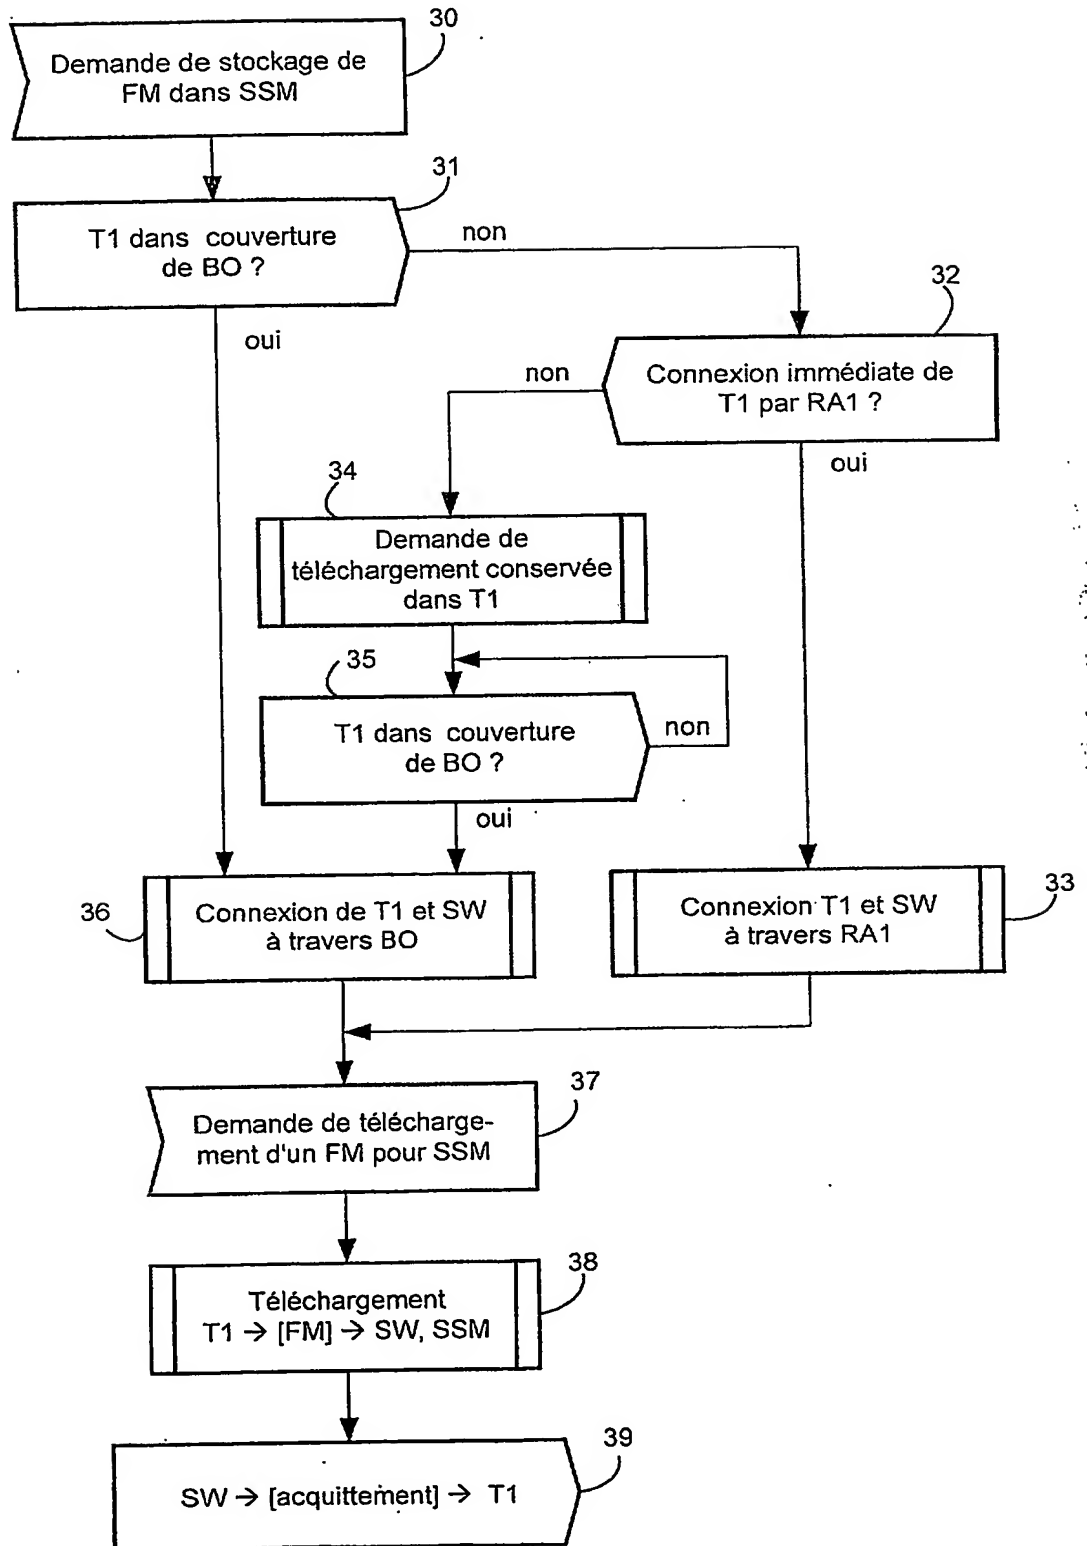 30
Demande de stockage de
FM dans SSM
31
T1 dans couverture
de BO ?
non
oui
32
Connexion immédiate de
T1 par RA1 ?
non
oui
34
Demande de
téléchargement conservée
dans T1
35
T1 dans couverture
de BO ?
non
oui
36
Connexion de T1 et SW
à travers BO
33
Connexion T1 et SW
à travers RA1
37
Demande de télécharge-
ment d'un FM pour SSM
38
Téléchargement
T1 → [FM] → SW, SSM
39
SW → [acquittement] → T1